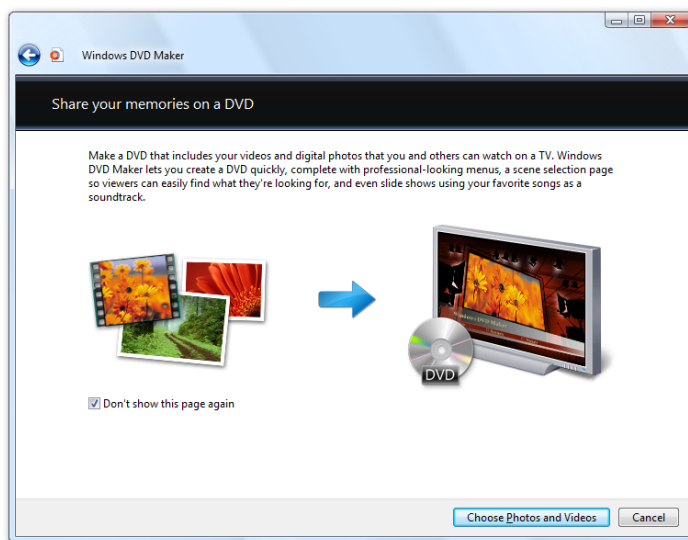 Windows DVD Maker
Share your memories on a DVD
Make a DVD that includes your videos and digital photos that you and others can watch on a TV. Windows
DVD Maker lets you create a DVD quickly, complete with professional-looking menus, a scene selection page
so viewers can easily find what they're looking for, and even slide shows using your favorite songs as a
soundtrack.
Windows DVD Maker
DVD
Don't show this page again
Choose Photos and Videos
Cancel